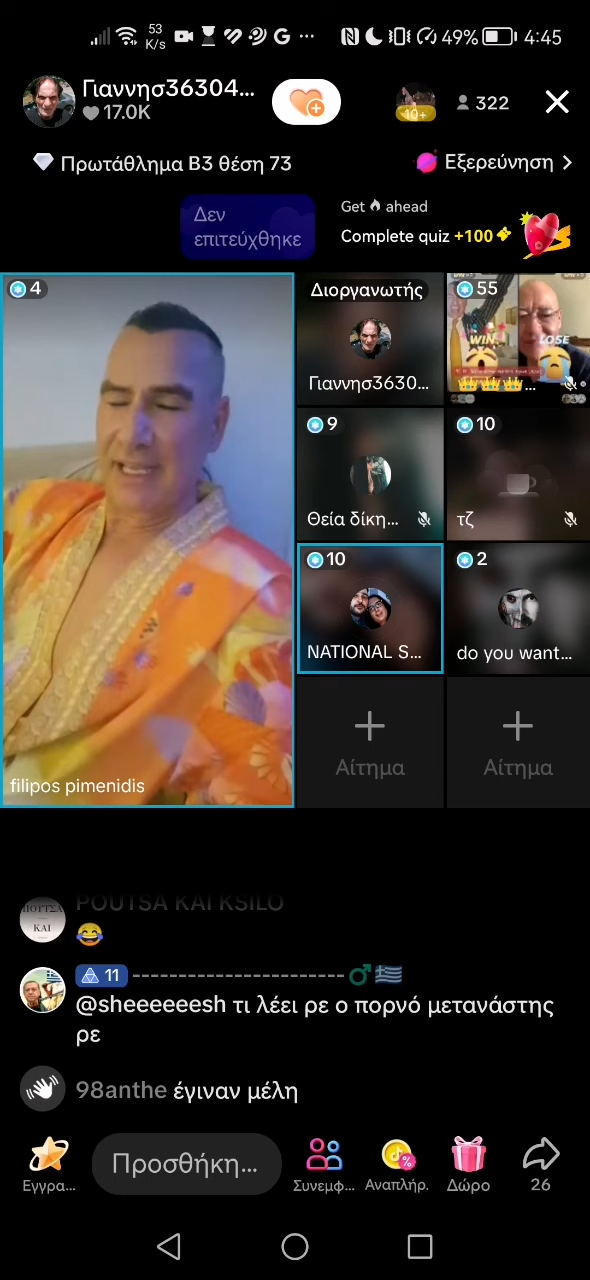 53
K/s
49%
4:45
Γιαννησ36304...
17.0K
10+
322
Πρωτάθλημα B3 θέση 73
Εξερεύνηση
Δεν
επιτεύχθηκε
Get ahead
Complete quiz +100
4
Διοργανωτής
55
WIN
LOSE
Γιαννησ3630...
...
9
10
Θεία δίκη...
τζ
10
2
NATIONAL S...
do you want...
Αίτημα
Αίτημα
filipos pimenidis
POUTSA KAI KSILO
ΚΑΙ
11 -----------------------
@sheeeeeesh τι λέει ρε ο πορνό μετανάστης
ρε
98anthe έγιναν μέλη
Προσθήκη...
Εγγρα...
Συνεμφ...
Αναπλήρ.
Δώρο
26